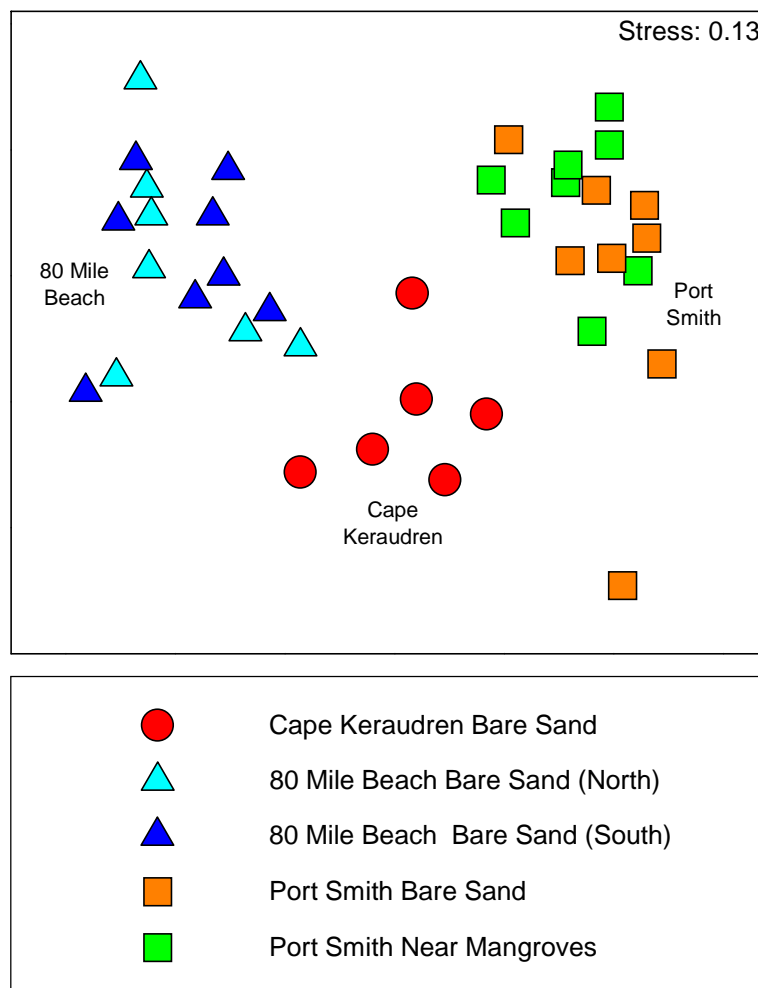 Stress: 0.13
80 Mile
Beach
Port
Smith
Cape
Keraudren
Cape Keraudren Bare Sand
80 Mile Beach Bare Sand (North)
80 Mile Beach  Bare Sand (South)
Port Smith Bare Sand
Port Smith Near Mangroves